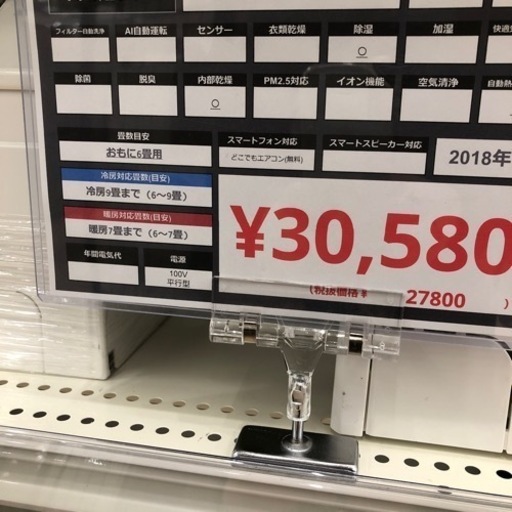 フィルター自動洗浄 AI自動運転 センサー 衣類乾燥 除湿 加湿
○
除菌 脱臭 内部乾燥 PM2.5対応 イオン機能 空気清浄
○
畳数目安
おもに6畳用
スマートフォン対応 スマートスピーカー対応
どこでもエアコン(無料)
2018年
冷房対応畳数(目安)
冷房9畳まで（6〜9畳）
暖房対応畳数(目安)
暖房7畳まで（6〜7畳）
¥30,580
年間電気代 電源
100V
平行型
(税抜価格¥ 27800 )